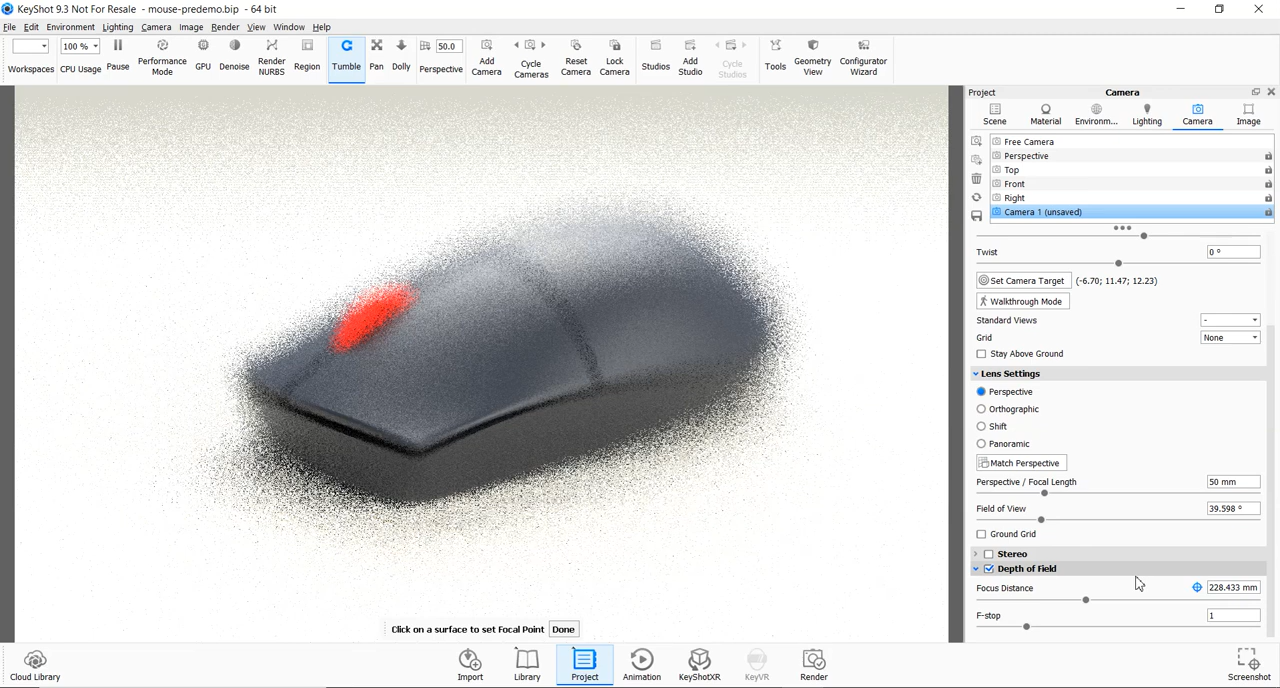 KeyShot 9.3 Not For Resale - mouse-predemo.bip - 64 bit
File Edit Environment Lighting Camera Image Render View Window Help
Workspaces
100 %
CPU Usage
Pause
Performance Mode
GPU
Denoise
Render NURBS
Region
Tumble
Pan
Dolly
50.0
Perspective
Add Camera
Cycle Cameras
Reset Camera
Lock Camera
Studios
Add Studio
Cycle Studios
Tools
Geometry View
Configurator Wizard
Project
Camera
Scene
Material
Environm...
Lighting
Camera
Image
Free Camera
Perspective
Top
Front
Right
Camera 1 (unsaved)
Twist 0 °
Set Camera Target (-6.70; 11.47; 12.23)
Walkthrough Mode
Standard Views -
Grid None
Stay Above Ground
Lens Settings
Perspective
Orthographic
Shift
Panoramic
Match Perspective
Perspective / Focal Length 50 mm
Field of View 39.598 °
Ground Grid
Stereo
Depth of Field
Focus Distance 228.433 mm
F-stop 1
Click on a surface to set Focal Point Done
Cloud Library
Import
Library
Project
Animation
KeyShotXR
KeyVR
Render
Screenshot